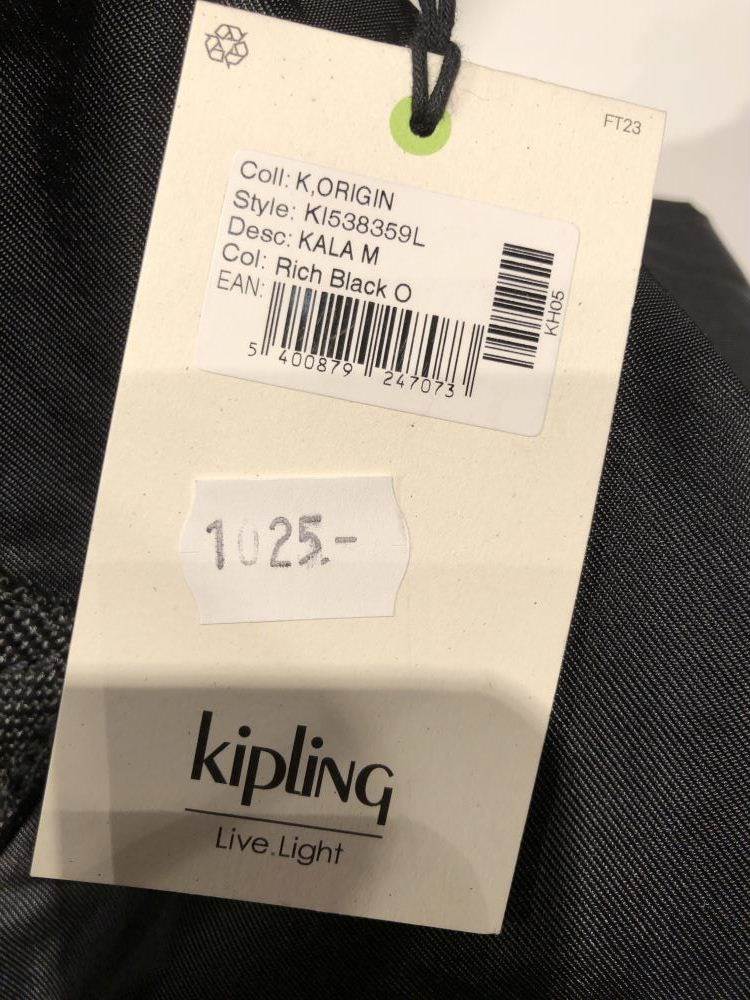 FT23
Coll: K,ORIGIN
Style: KI538359L
Desc: KALA M
Col: Rich Black O
EAN:
5 400879 247073
KH05
1025.-
kipling
Live.Light